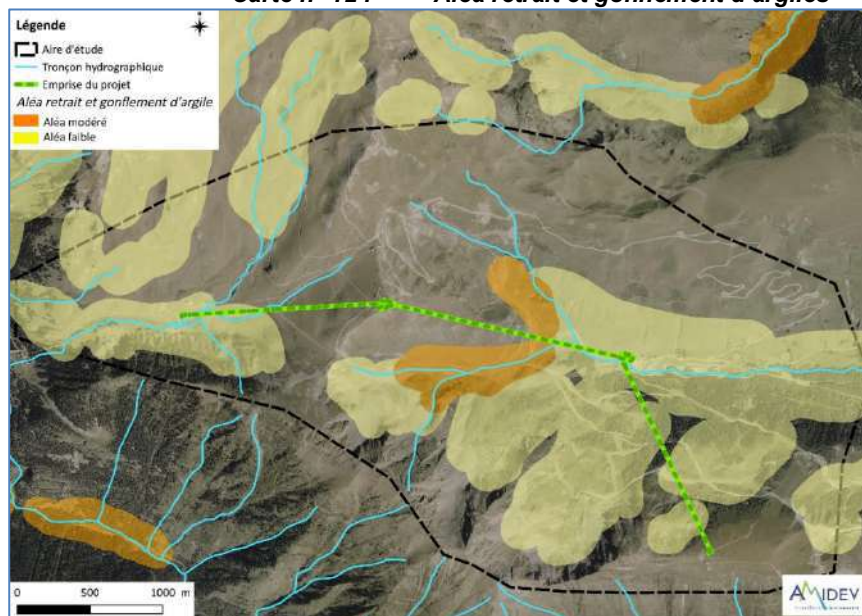 Aléa retrait et gonflement d'argiles
Légende
Aire d'étude
Tronçon hydrographique
Emprise du projet
Aléa retrait et gonflement d'argile
Aléa modéré
Aléa faible
0 500 1000 m
AMIDEV